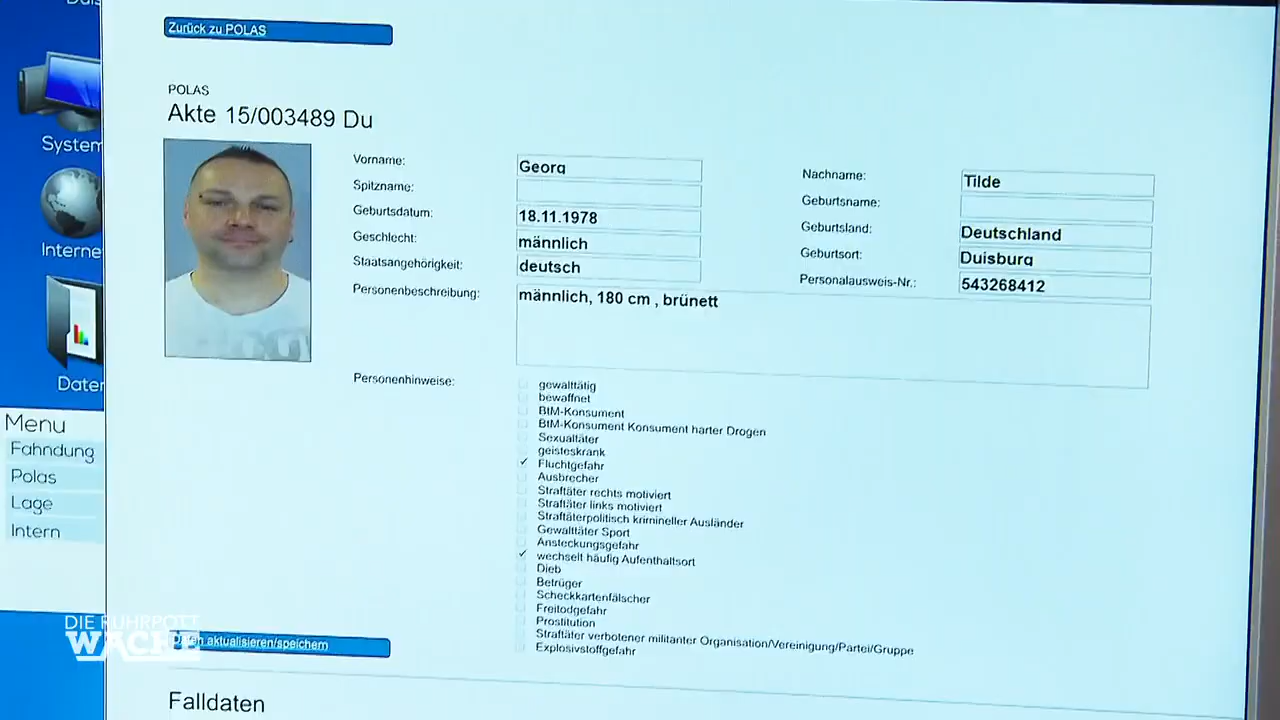 Zurück zu POLAS
POLAS
Akte 15/003489 Du
System
Interne
Daten
Menu
Fahndung
Polas
Lage
Intern
Vorname: Georg
Spitzname:
Geburtsdatum: 18.11.1978
Geschlecht: männlich
Staatsangehörigkeit: deutsch
Nachname: Tilde
Geburtsname:
Geburtsland: Deutschland
Geburtsort: Duisburg
Personalausweis-Nr.: 543268412
Personenbeschreibung: männlich, 180 cm , brünett
Personenhinweise:
gewalttätig
bewaffnet
BtM-Konsument
BtM-Konsument Konsument harter Drogen
Sexualtäter
geisteskrank
✓ Fluchtgefahr
Ausbrecher
Straftäter rechts motiviert
Straftäter links motiviert
Straftäterpolitisch krimineller Ausländer
Gewalttäter Sport
Ansteckungsgefahr
✓ wechselt häufig Aufenthaltsort
Dieb
Betrüger
Scheckkartenfälscher
Freitodgefahr
Prostitution
Straftäter verbotener militanter Organisation/Vereinigung/Partei/Gruppe
Explosivstoffgefahr
aktualisieren/speichern
Falldaten
DIE RUHRPOTT
WACHE